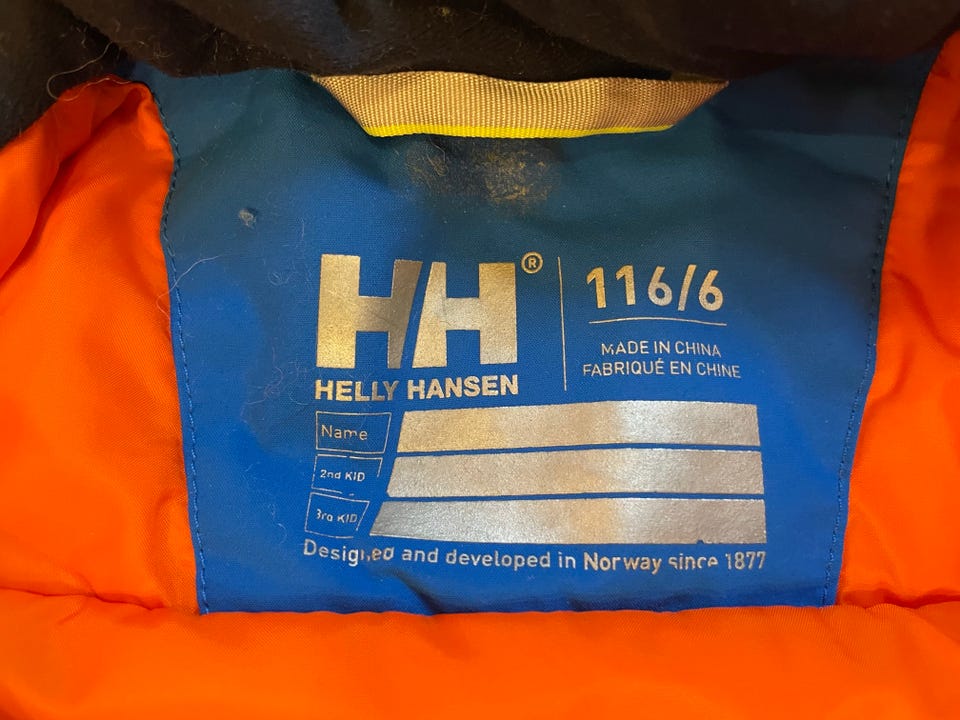 HH®
HELLY HANSEN
116/6
MADE IN CHINA
FABRIQUÉ EN CHINE
Name
2nd KID
3rd KID
Designed and developed in Norway since 1877